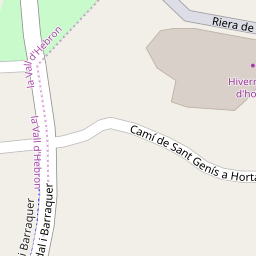 Riera de
la Vall d'Hebron
Hivern
d'ho
la Vall d'Hebron
Camí de Sant Genís a Horta
i Barraquer
dal i Barraquer